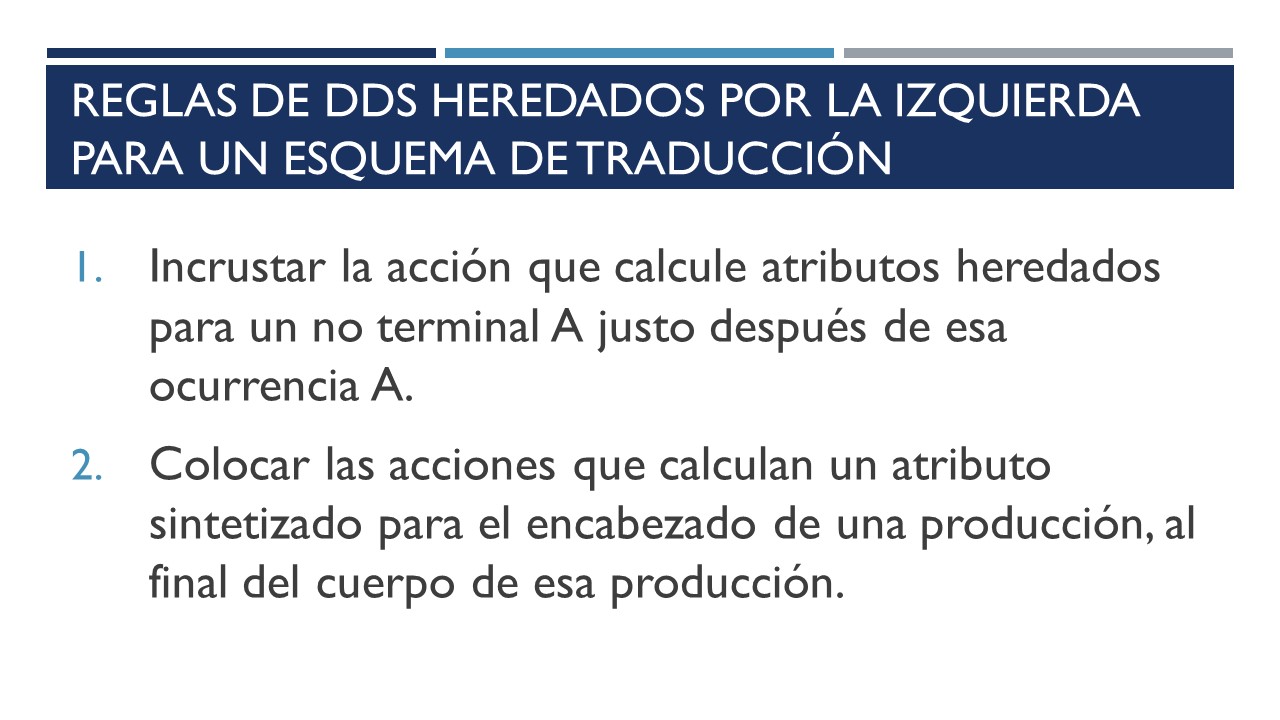 REGLAS DE DDS HEREDADOS POR LA IZQUIERDA
PARA UN ESQUEMA DE TRADUCCIÓN
1. Incrustar la acción que calcule atributos heredados
para un no terminal A justo después de esa
ocurrencia A.
2. Colocar las acciones que calculan un atributo
sintetizado para el encabezado de una producción, al
final del cuerpo de esa producción.